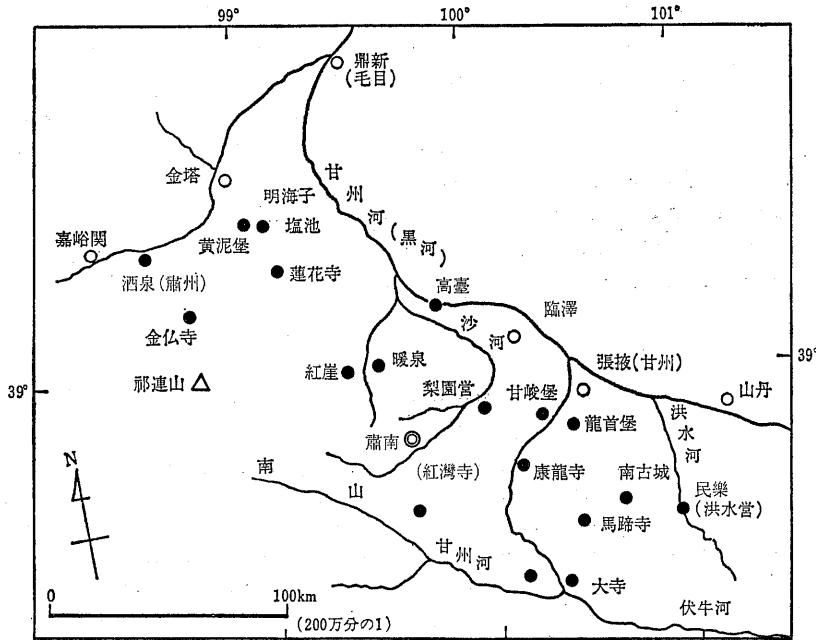 99°
100°
101°
鼎新
(毛目)
金塔
明海子
甘州河(黒河)
嘉峪関
黄泥堡
塩池
酒泉(肅州)
蓮花寺
高臺
臨澤
沙河
金仏寺
張掖(甘州)
39°
紅崖
暖泉
梨園営
甘峻堡
山丹
39°
祁連山
龍首堡
洪水河
肅南
南山
(紅灣寺)
康龍寺
南古城
民樂
(洪水営)
馬蹄寺
N
甘州河
大寺
伏牛河
0
100km
(200万分の1)